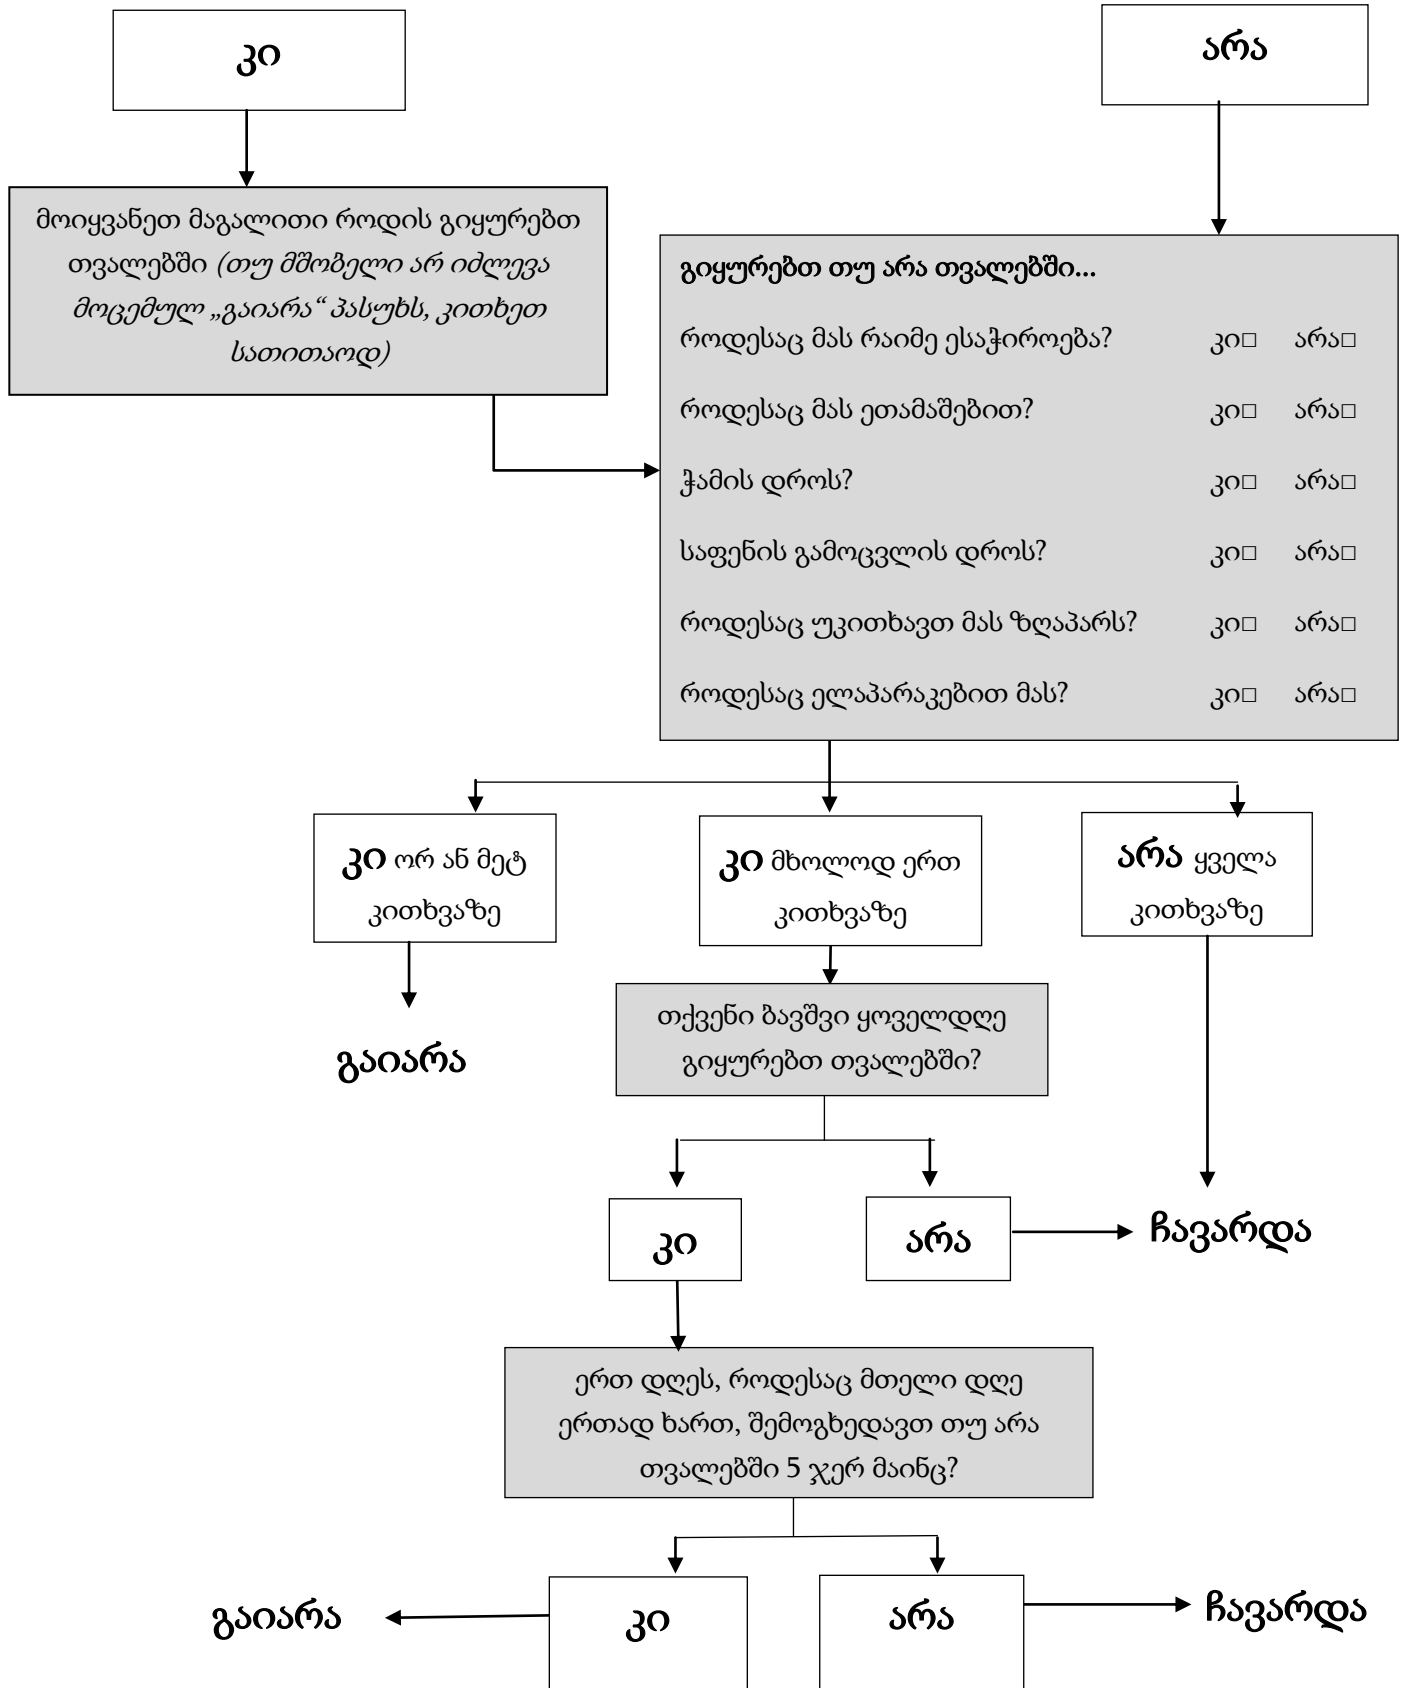 კი
არა
მოიყვანეთ მაგალითი როდის გიყურებთ
თვალებში (თუ მშობელი არ იძლევა
მოცემულ „გაიარა“ პასუხს, კითხეთ
სათითაოდ)
გიყურებთ თუ არა თვალებში...
როდესაც მას რაიმე ესაჭიროება? კი□ არა□
როდესაც მას ეთამაშებით? კი□ არა□
ჭამის დროს? კი□ არა□
საფენის გამოცვლის დროს? კი□ არა□
როდესაც უკითხავთ მას ზღაპარს? კი□ არა□
როდესაც ელაპარაკებით მას? კი□ არა□
კი ორ ან მეტ
კითხვაზე
კი მხოლოდ ერთ
კითხვაზე
არა ყველა
კითხვაზე
გაიარა
თქვენი ბავშვი ყოველდღე
გიყურებთ თვალებში?
კი
არა
ჩავარდა
ერთ დღეს, როდესაც მთელი დღე
ერთად ხართ, შემოგხედავთ თუ არა
თვალებში 5 ჯერ მაინც?
გაიარა
კი
არა
ჩავარდა